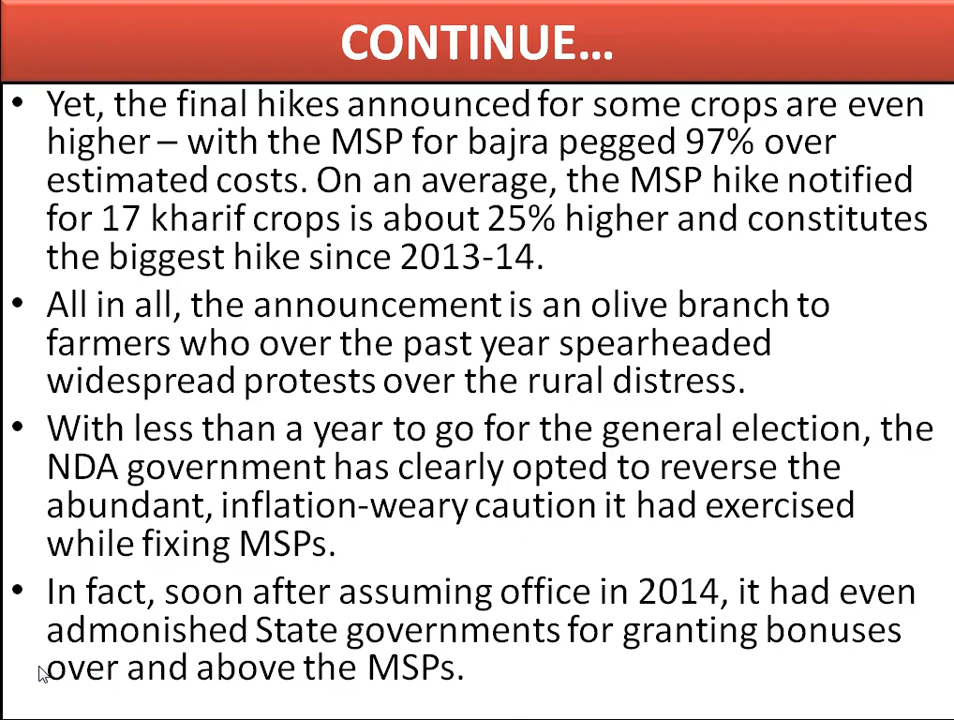 CONTINUE...
• Yet, the final hikes announced for some crops are even
higher – with the MSP for bajra pegged 97% over
estimated costs. On an average, the MSP hike notified
for 17 kharif crops is about 25% higher and constitutes
the biggest hike since 2013-14.
• All in all, the announcement is an olive branch to
farmers who over the past year spearheaded
widespread protests over the rural distress.
• With less than a year to go for the general election, the
NDA government has clearly opted to reverse the
abundant, inflation-weary caution it had exercised
while fixing MSPs.
• In fact, soon after assuming office in 2014, it had even
admonished State governments for granting bonuses
over and above the MSPs.